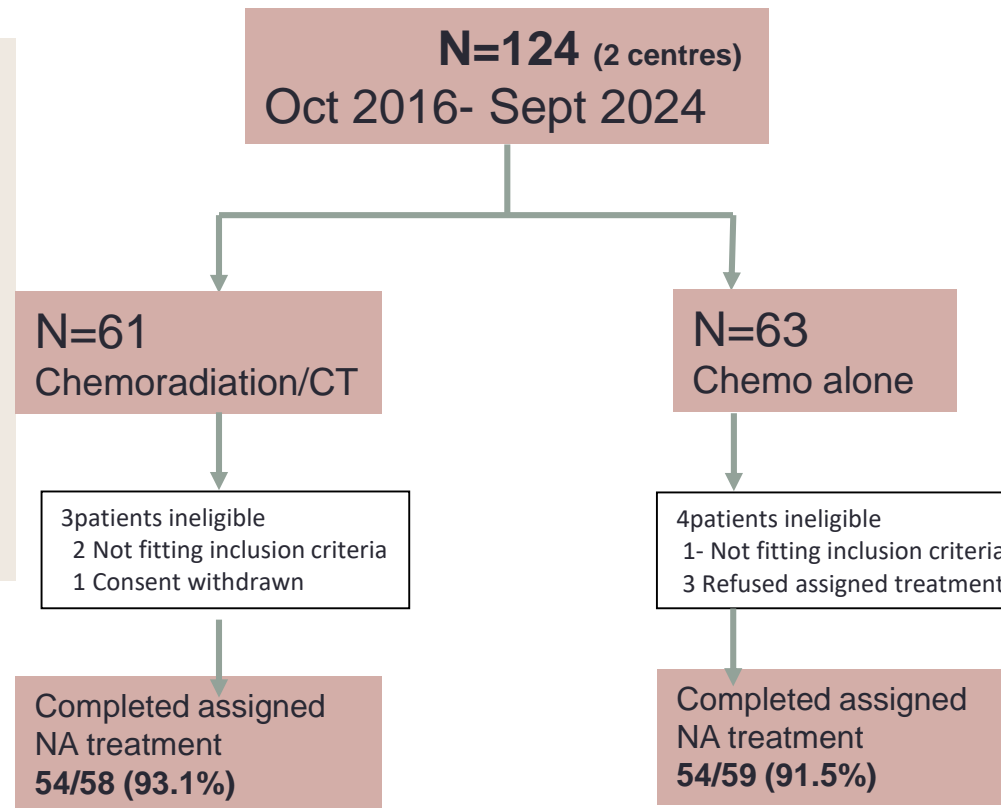 N=124 (2 centres)
Oct 2016- Sept 2024
N=61
Chemoradiation/CT
N=63
Chemo alone
3patients ineligible
2 Not fitting inclusion criteria
1 Consent withdrawn
4patients ineligible
1- Not fitting inclusion criteria
3 Refused assigned treatment
Completed assigned
NA treatment
54/58 (93.1%)
Completed assigned
NA treatment
54/59 (91.5%)